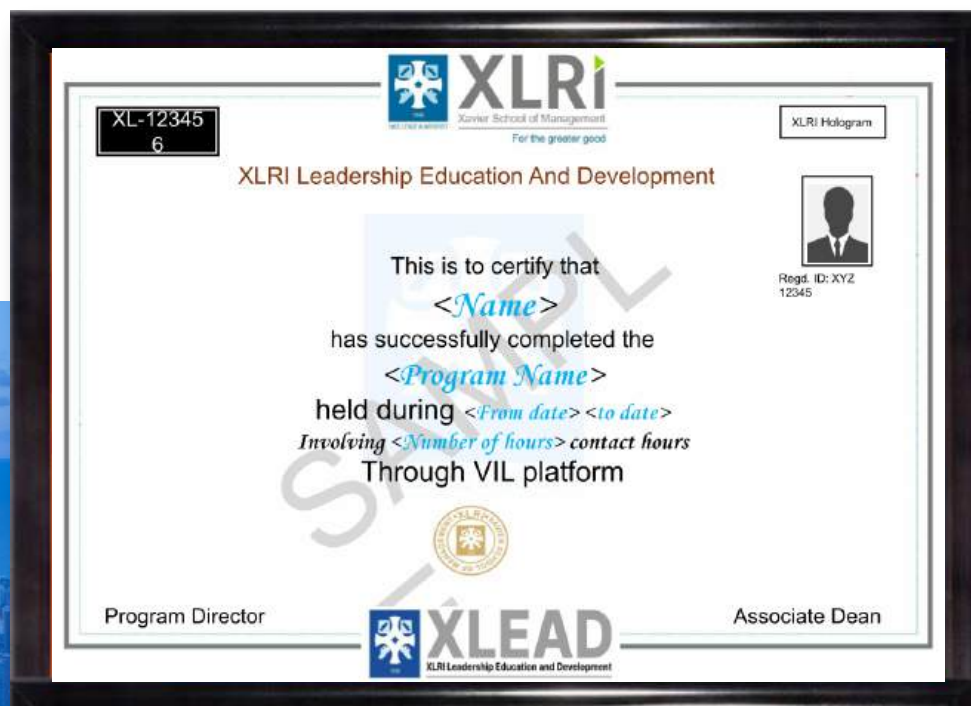 XLRI
Xavier School of Management
For the greater good
XL-12345
6
XLRI Hologram
XLRI Leadership Education And Development
Regd. ID: XYZ
12345
This is to certify that
<Name>
has successfully completed the
<Program Name>
held during <From date> <to date>
Involving <Number of hours> contact hours
Through VIL platform
SAMPL
Program Director
Associate Dean
XLEAD
XLRI Leadership Education and Development